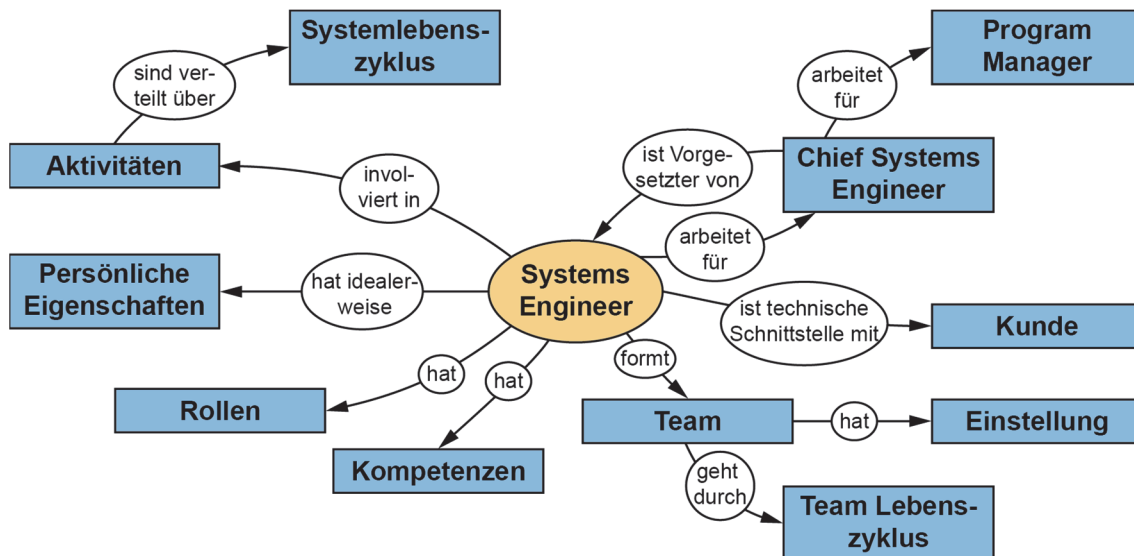 Systemlebens-
zyklus
Program
Manager
sind ver-
teilt über
arbeitet
für
Aktivitäten
ist Vorge-
setzter von
Chief Systems
Engineer
invol-
viert in
arbeitet
für
Persönliche
Eigenschaften
hat idealer-
weise
Systems
Engineer
ist technische
Schnittstelle mit
Kunde
formt
hat
hat
Rollen
Team
hat
Einstellung
Kompetenzen
geht
durch
Team Lebens-
zyklus